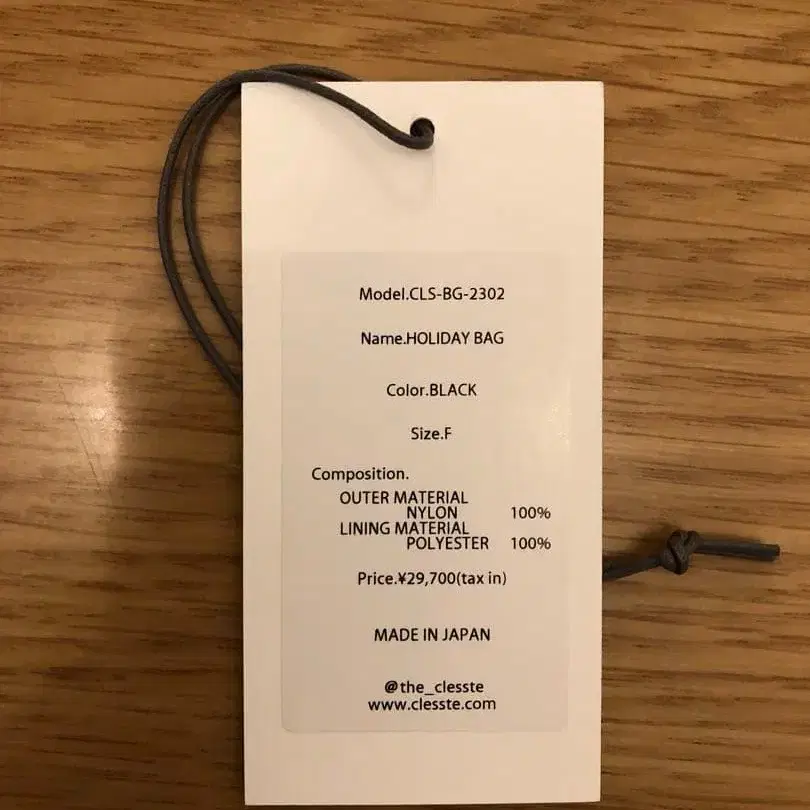 Model.CLS-BG-2302
Name.HOLIDAY BAG
Color.BLACK
Size.F
Composition.
OUTER MATERIAL
NYLON 100%
LINING MATERIAL
POLYESTER 100%
Price.¥29,700(tax in)
MADE IN JAPAN
@the_clesste
www.clesste.com